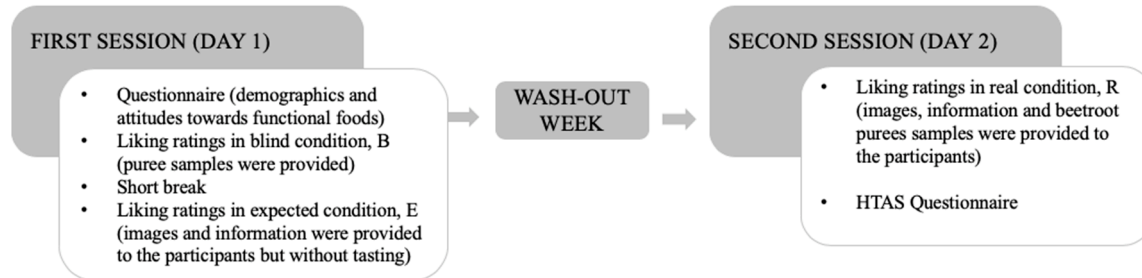 FIRST SESSION (DAY 1)
• Questionnaire (demographics and
attitudes towards functional foods)
• Liking ratings in blind condition, B
(puree samples were provided)
• Short break
• Liking ratings in expected condition, E
(images and information were provided
to the participants but without tasting)
WASH-OUT
WEEK
SECOND SESSION (DAY 2)
• Liking ratings in real condition, R
(images, information and beetroot
purees samples were provided to
the participants)
• HTAS Questionnaire